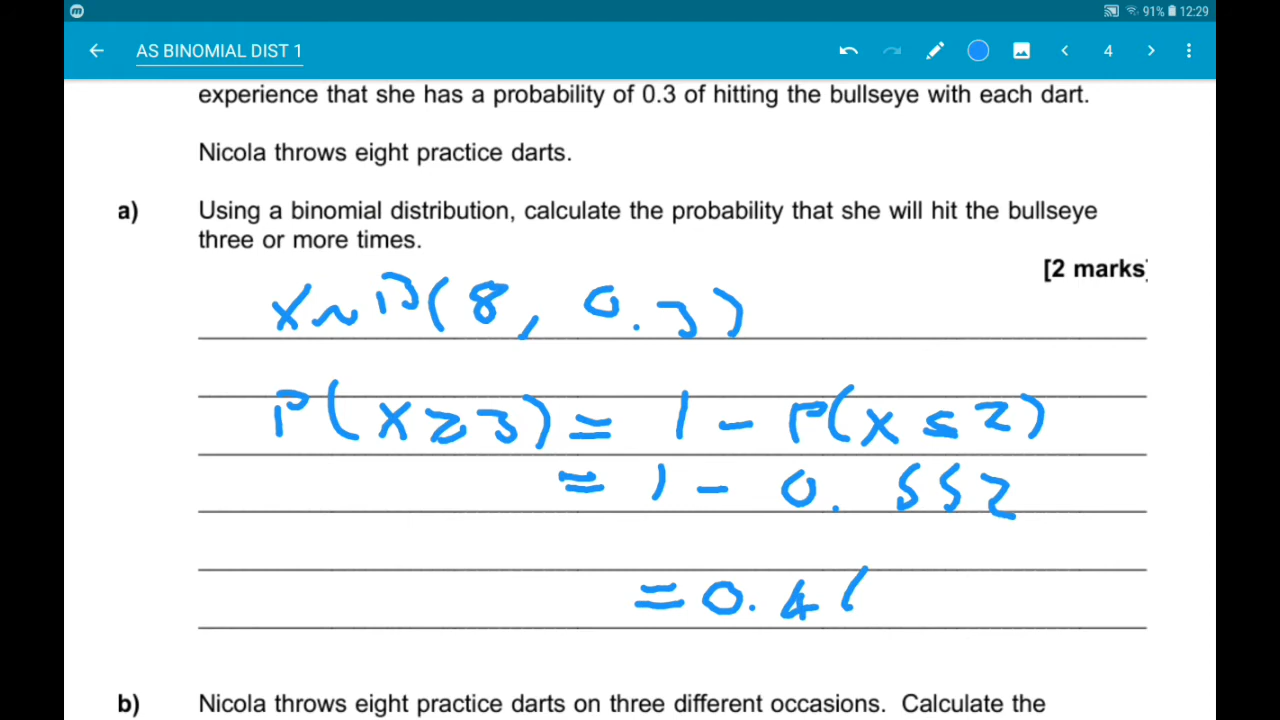 91% 12:29
AS BINOMIAL DIST 1
4
experience that she has a probability of 0.3 of hitting the bullseye with each dart.
Nicola throws eight practice darts.
a) Using a binomial distribution, calculate the probability that she will hit the bullseye
three or more times.
[2 marks]
X~B(8, 0.3)
P(X≥3) = 1 - P(X≤2)
= 1 - 0.552
= 0.4
b) Nicola throws eight practice darts on three different occasions. Calculate the